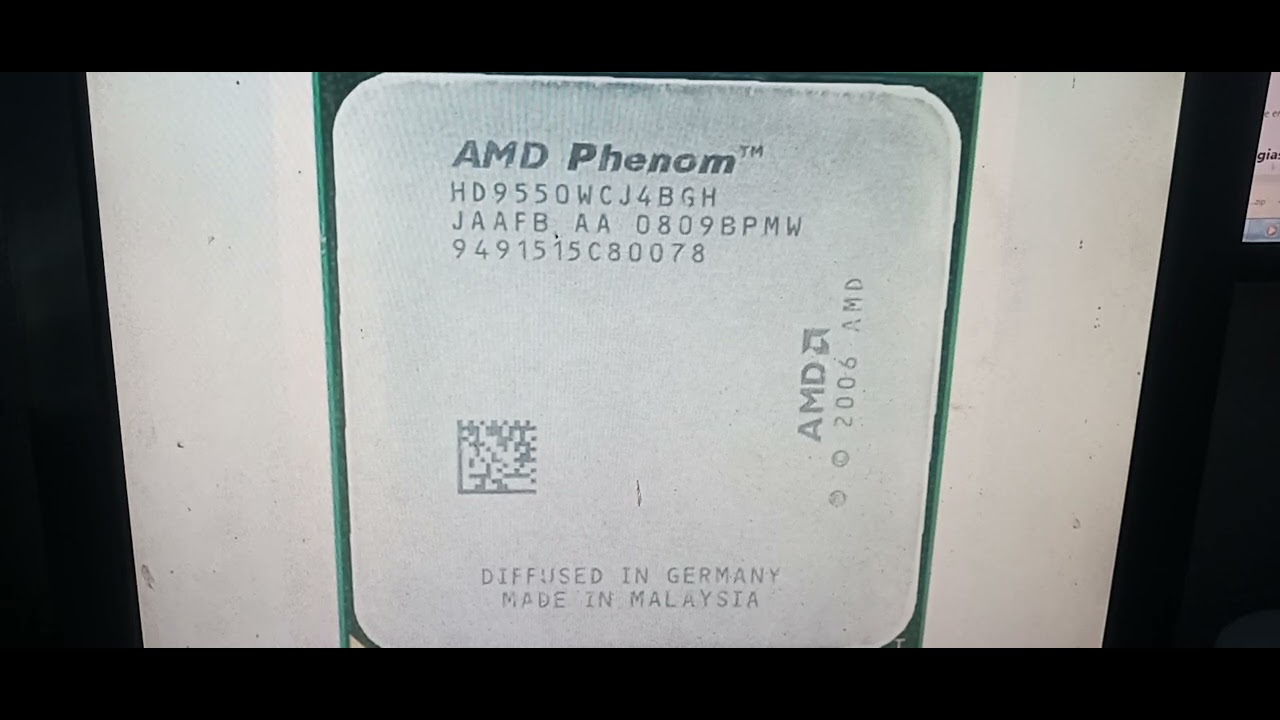 AMD Phenom™
HD9550WCJ4BGH
JAAFB AA 0809BPMW
9491515C80078
AMD
© 2006 AMD
DIFFUSED IN GERMANY
MADE IN MALAYSIA